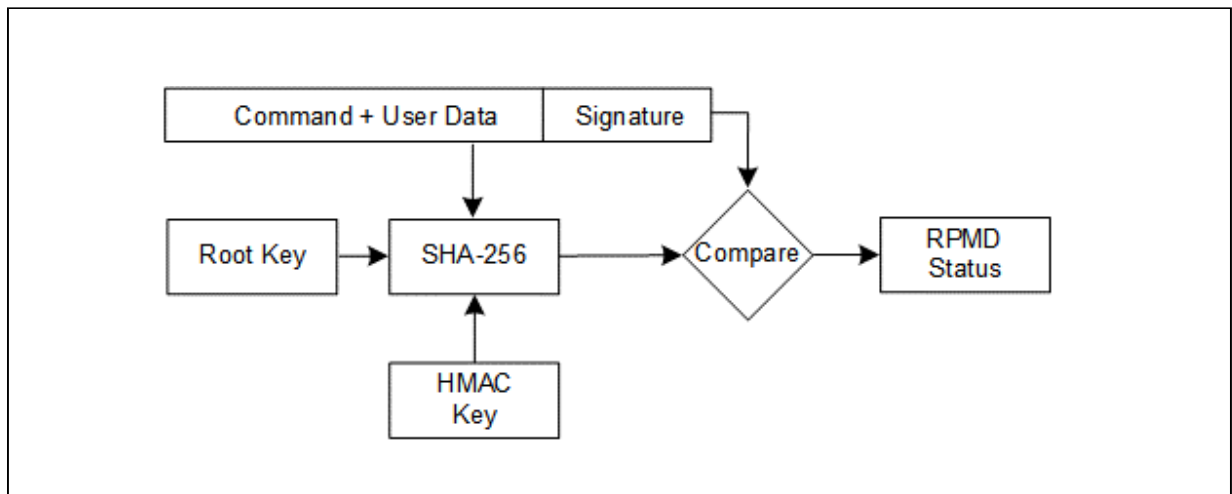 Command + User Data
Signature
Root Key
SHA-256
Compare
RPMD
Status
HMAC
Key